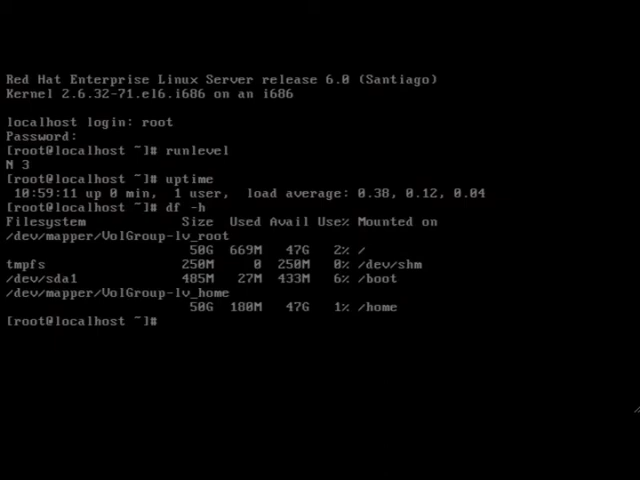 Red Hat Enterprise Linux Server release 6.0 (Santiago)
Kernel 2.6.32-71.el6.i686 on an i686
localhost login: root
Password:
[root@localhost ~]# runlevel
N 3
[root@localhost ~]# uptime
 10:59:11 up 0 min,  1 user,  load average: 0.38, 0.12, 0.04
[root@localhost ~]# df -h
Filesystem            Size  Used Avail Use% Mounted on
/dev/mapper/VolGroup-lv_root
                       50G  669M   47G   2% /
tmpfs                 250M     0  250M   0% /dev/shm
/dev/sda1             485M   27M  433M   6% /boot
/dev/mapper/VolGroup-lv_home
                       50G  180M   47G   1% /home
[root@localhost ~]#